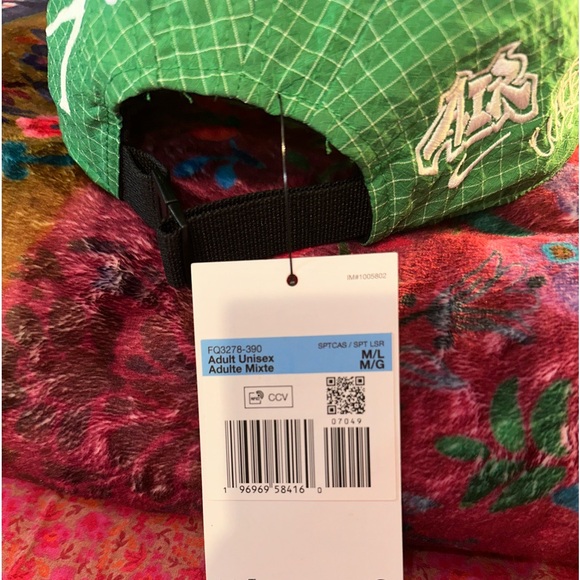 AIR
IM#1005802
FQ3278-390
SPTCAS / SPT LSR
Adult Unisex
M/L
Adulte Mixte
M/G
CCV
07049
1 96969 58416 0